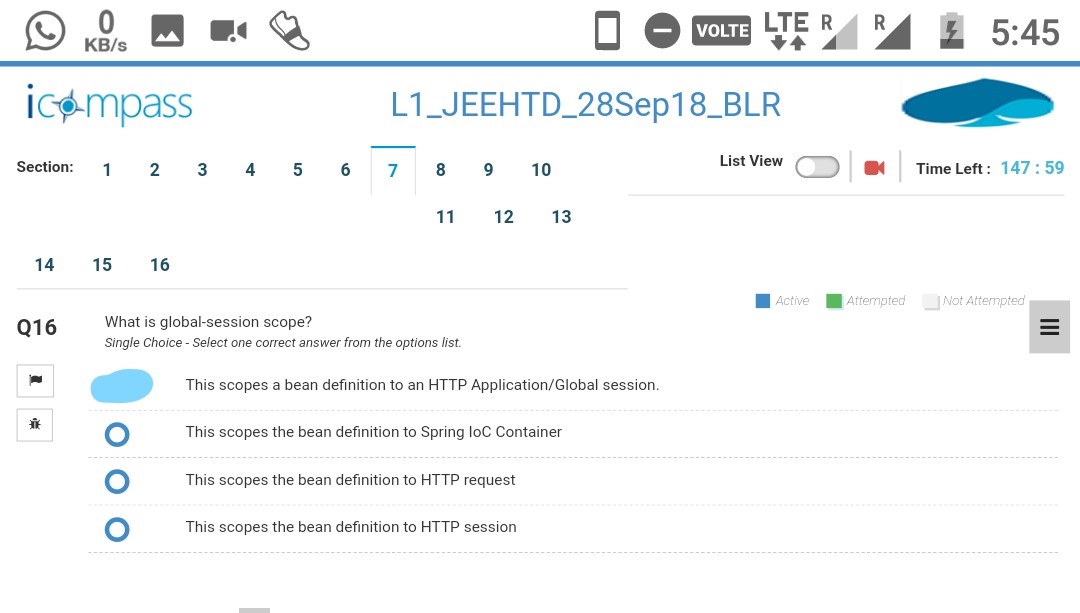 0
KB/s
VOLTE
LTE
R
R
5:45
icompass
L1_JEEHTD_28Sep18_BLR
Section: 1 2 3 4 5 6 7 8 9 10
List View
Time Left : 147 : 59
11 12 13
14 15 16
Active Attempted Not Attempted
Q16
What is global-session scope?
Single Choice - Select one correct answer from the options list.
This scopes a bean definition to an HTTP Application/Global session.
This scopes the bean definition to Spring IoC Container
This scopes the bean definition to HTTP request
This scopes the bean definition to HTTP session